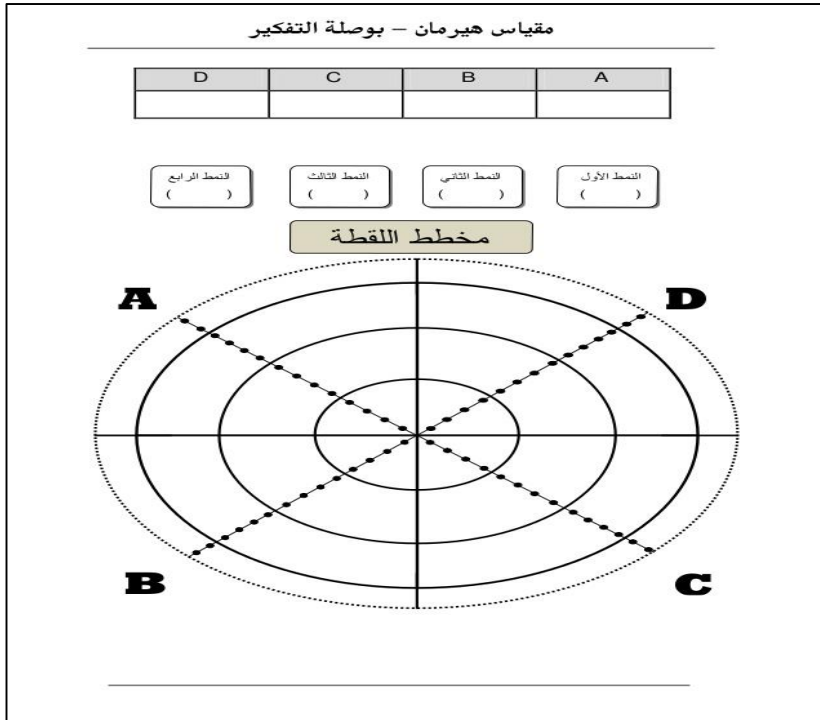 مقياس هيرمان – بوصلة التفكير
D C B A
النمط الأول النمط الثاني النمط الثالث النمط الرابع
( ) ( ) ( ) ( )
مخطط اللقطة
A D
B C